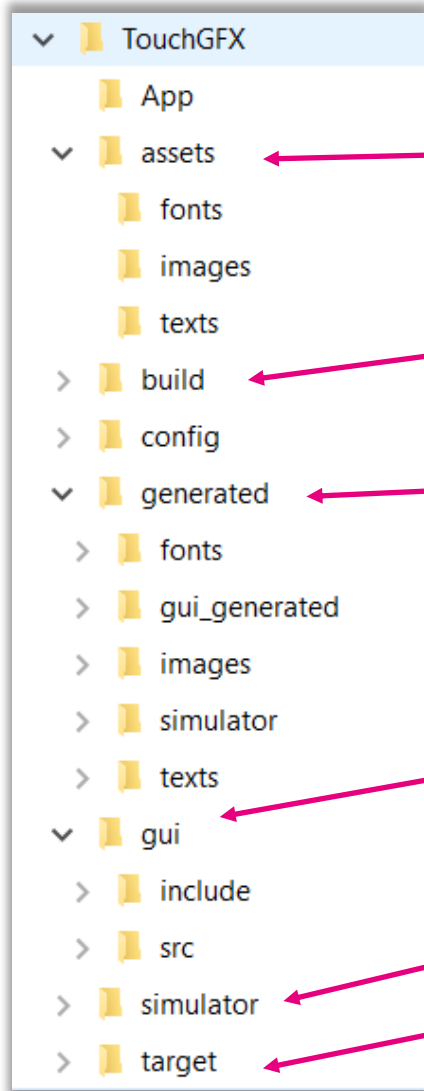 TouchGFX
App
assets
fonts
images
texts
build
config
generated
fonts
gui_generated
images
simulator
texts
gui
include
src
simulator
target